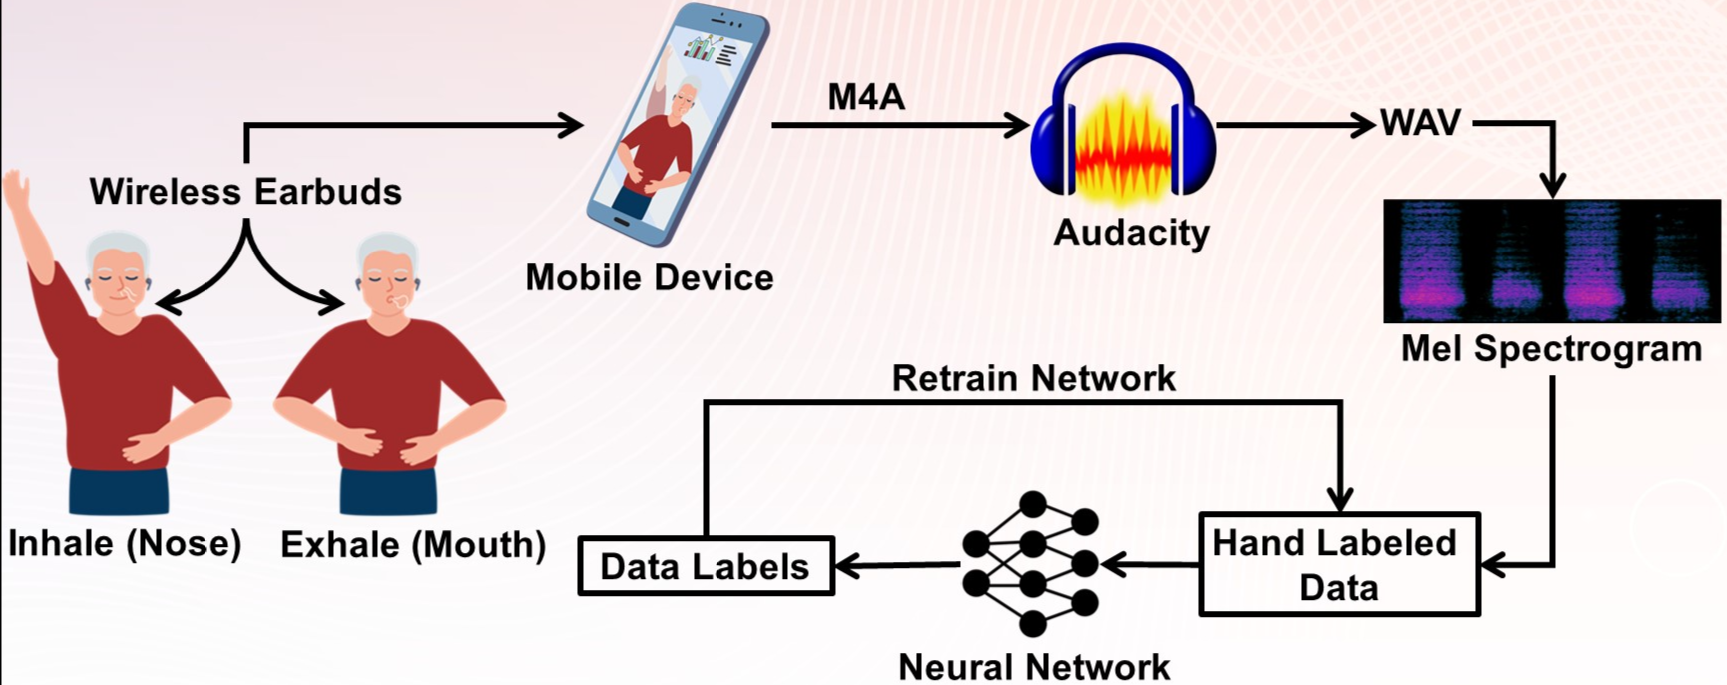 M4A
WAV
Wireless Earbuds
Audacity
Mobile Device
Mel Spectrogram
Retrain Network
Inhale (Nose)
Exhale (Mouth)
Data Labels
Hand Labeled
Data
Neural Network